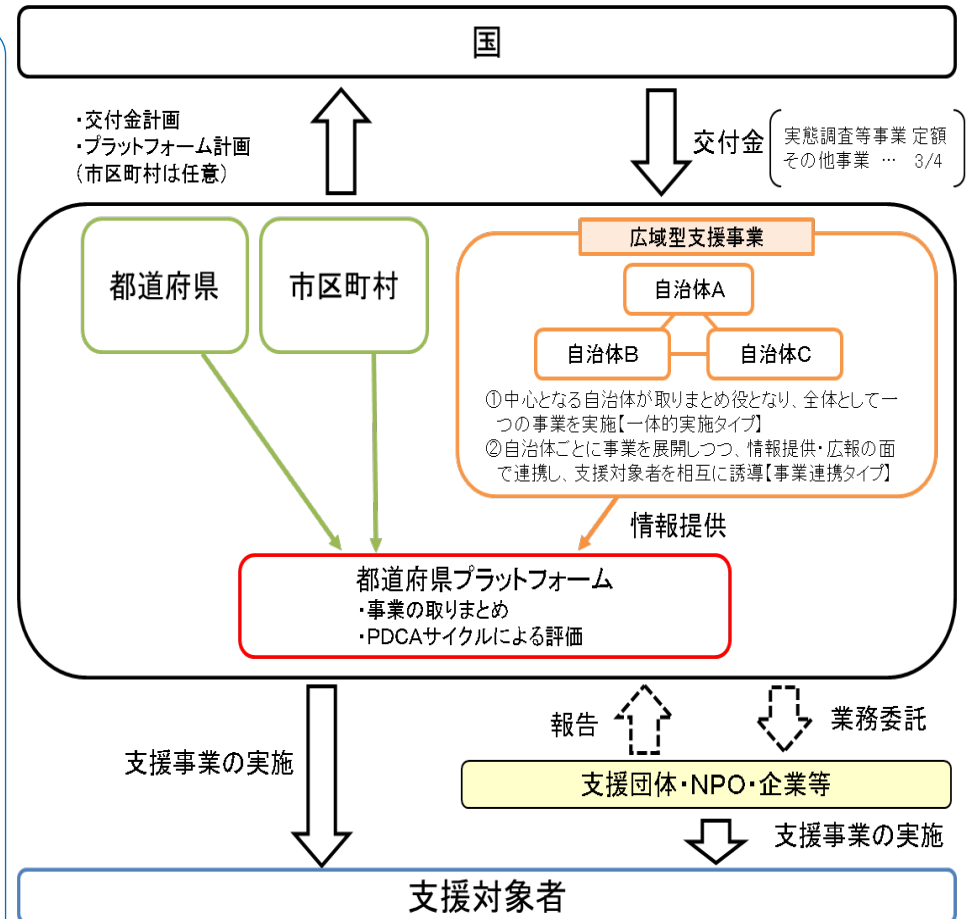 国
・交付金計画
・プラットフォーム計画
（市区町村は任意）
交付金
実態調査等事業 定額
その他事業 … 3/4
都道府県
市区町村
広域型支援事業
自治体A
自治体B
自治体C
①中心となる自治体が取りまとめ役となり、全体として一
つの事業を実施【一体的実施タイプ】
②自治体ごとに事業を展開しつつ、情報提供・広報の面
で連携し、支援対象者を相互に誘導【事業連携タイプ】
情報提供
都道府県プラットフォーム
・事業の取りまとめ
・PDCAサイクルによる評価
報告
業務委託
支援事業の実施
支援団体・NPO・企業等
支援事業の実施
支援対象者